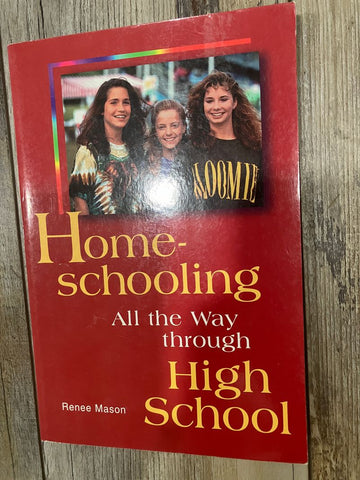 LOOMIE
Home-
schooling
All the Way
through
High
School
Renee Mason